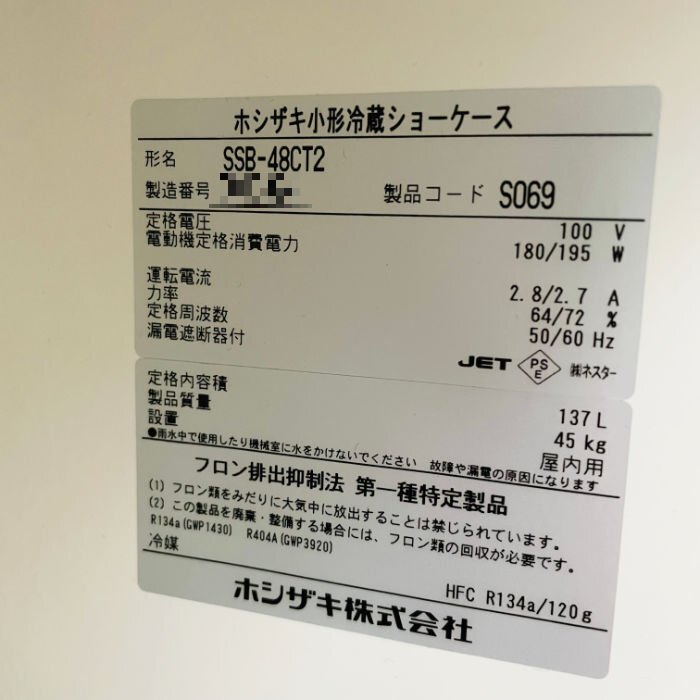 ホシザキ小形冷蔵ショーケース
形名 SSB-48CT2
製造番号 製品コード S069
定格電圧 100 V
電動機定格消費電力 180/195 W
運転電流 2.8/2.7 A
力率 64/72 %
定格周波数 50/60 Hz
漏電遮断器付
JET PSE ㈱ネスター
定格内容積 137 L
製品質量 45 kg
設置 屋内用
●雨水中で使用したり機械室に水をかけないでください 故障や漏電の原因になります
フロン排出抑制法 第一種特定製品
(1) フロン類をみだりに大気中に放出することは禁じられています。
(2) この製品を廃棄・整備する場合には、フロン類の回収が必要です。
R134a(GWP1430) R404A(GWP3920)
冷媒 HFC R134a/120g
ホシザキ株式会社